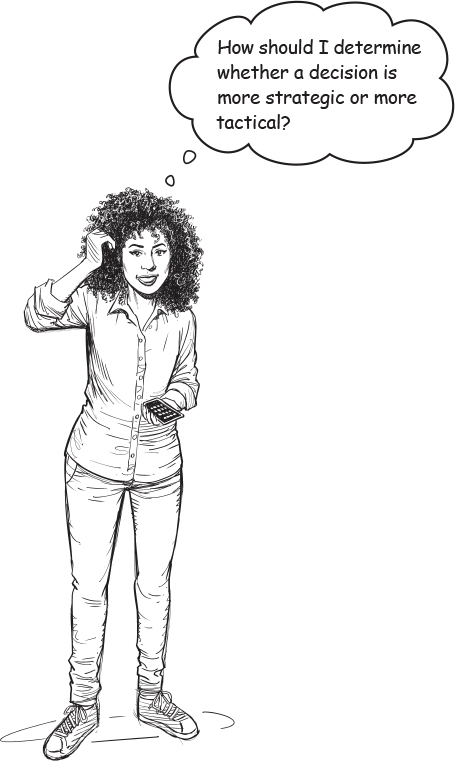 How should I determine
whether a decision is
more strategic or more
tactical?